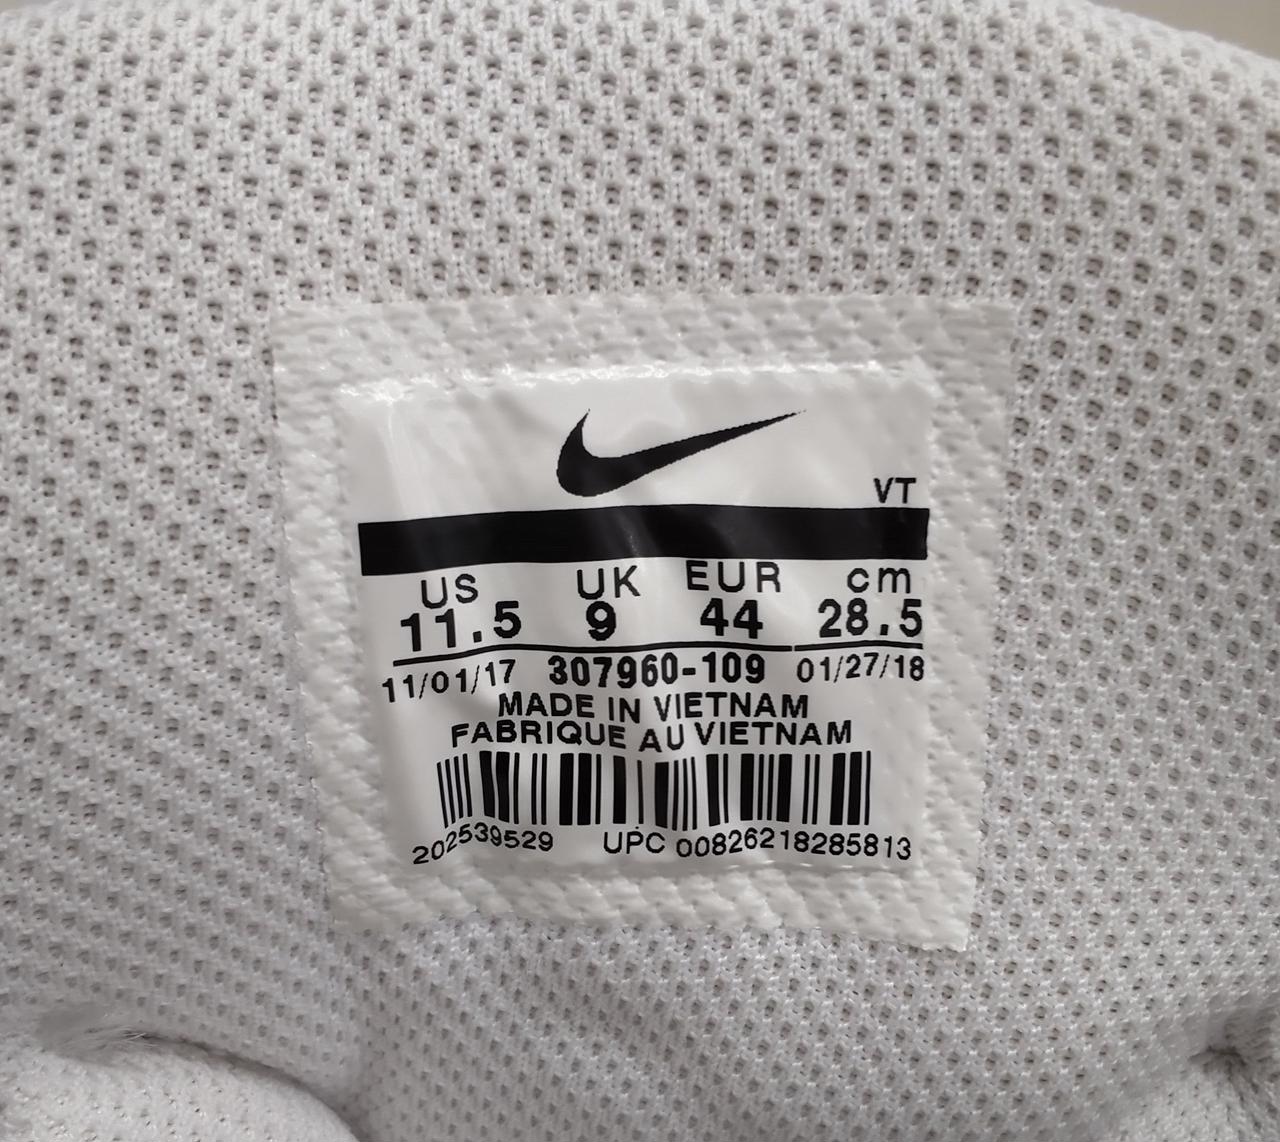 VT
US UK EUR cm
11.5 9 44 28.5
11/01/17 307960-109 01/27/18
MADE IN VIETNAM
FABRIQUE AU VIETNAM
202539529 UPC 00826218285813